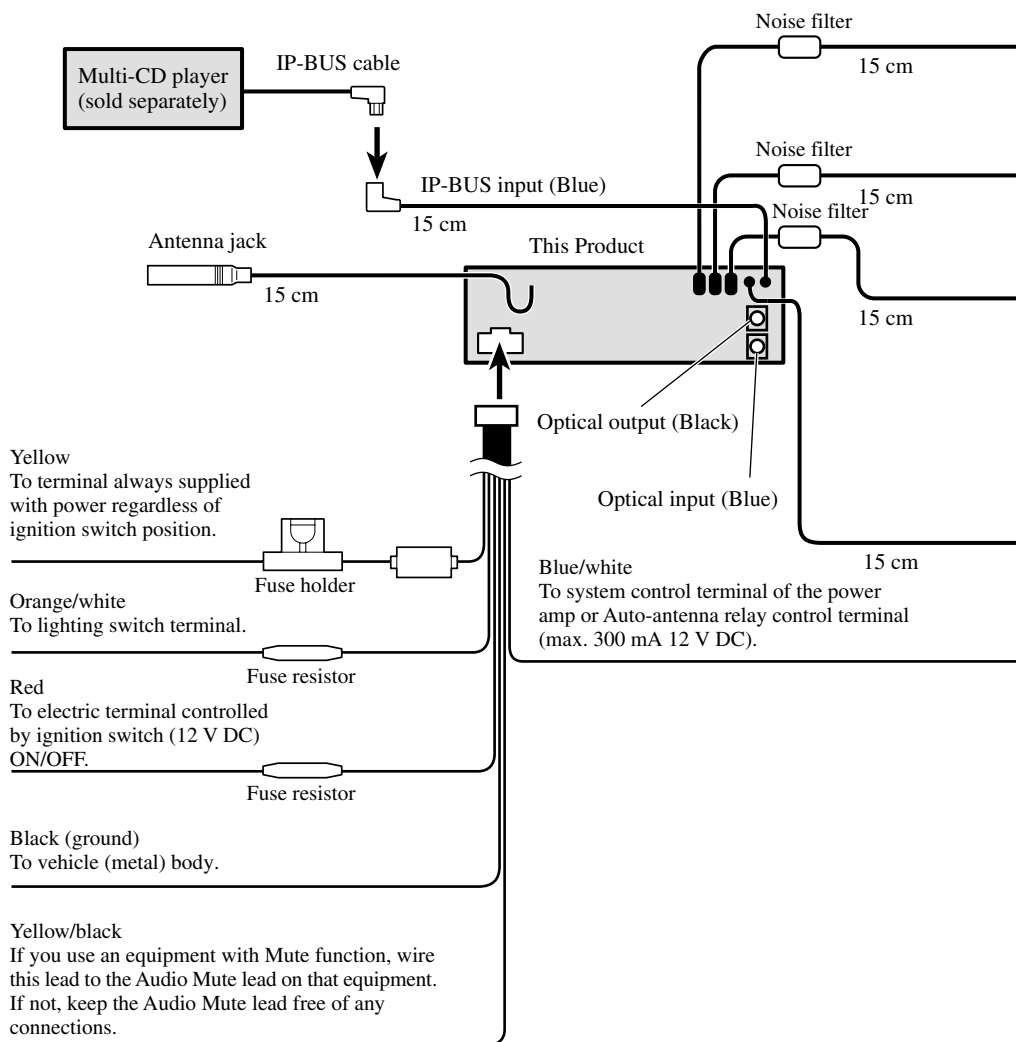 Noise filter
15 cm
Multi-CD player
(sold separately)
IP-BUS cable
Noise filter
15 cm
IP-BUS input (Blue)
15 cm
Noise filter
15 cm
Antenna jack
15 cm
This Product
Optical output (Black)
Optical input (Blue)
15 cm
Yellow
To terminal always supplied
with power regardless of
ignition switch position.
Fuse holder
Blue/white
To system control terminal of the power
amp or Auto-antenna relay control terminal
(max. 300 mA 12 V DC).
Orange/white
To lighting switch terminal.
Fuse resistor
Red
To electric terminal controlled
by ignition switch (12 V DC)
ON/OFF.
Fuse resistor
Black (ground)
To vehicle (metal) body.
Yellow/black
If you use an equipment with Mute function, wire
this lead to the Audio Mute lead on that equipment.
If not, keep the Audio Mute lead free of any
connections.